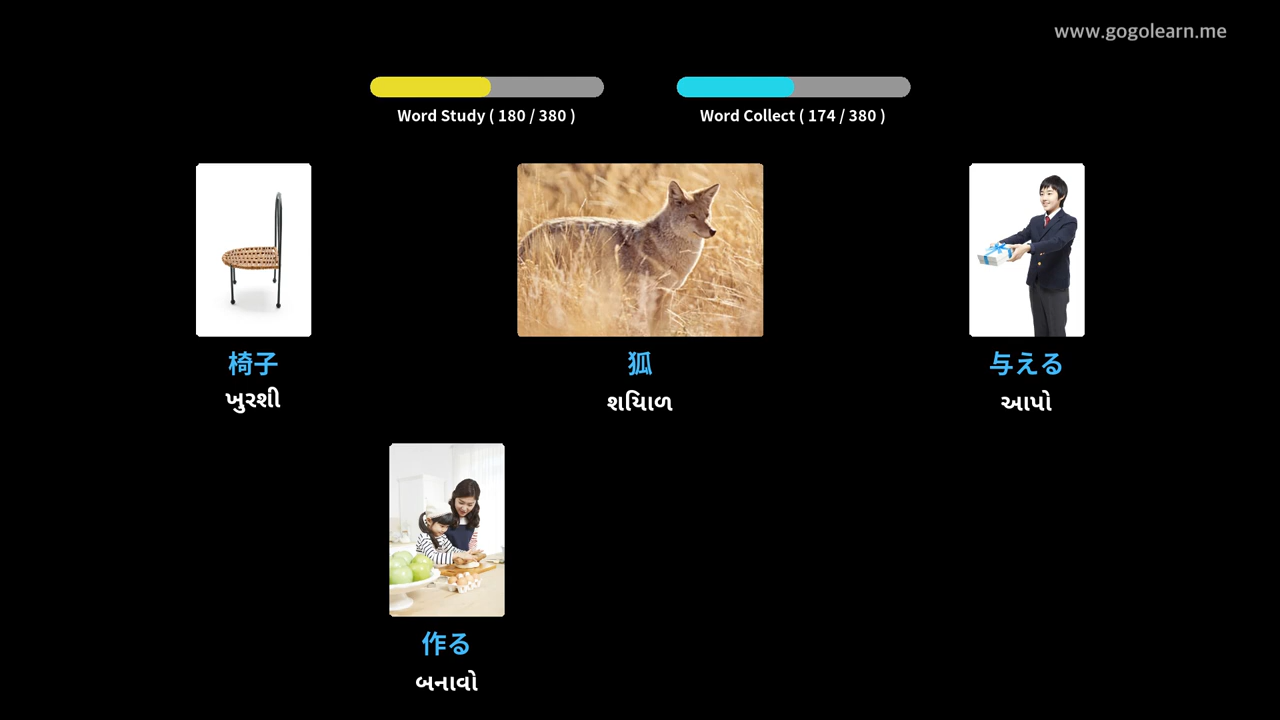 www.gogolearn.me
Word Study ( 180 / 380 )
Word Collect ( 174 / 380 )
椅子
ખુરશી
狐
શિયાળ
与える
આપો
作る
બનાવો